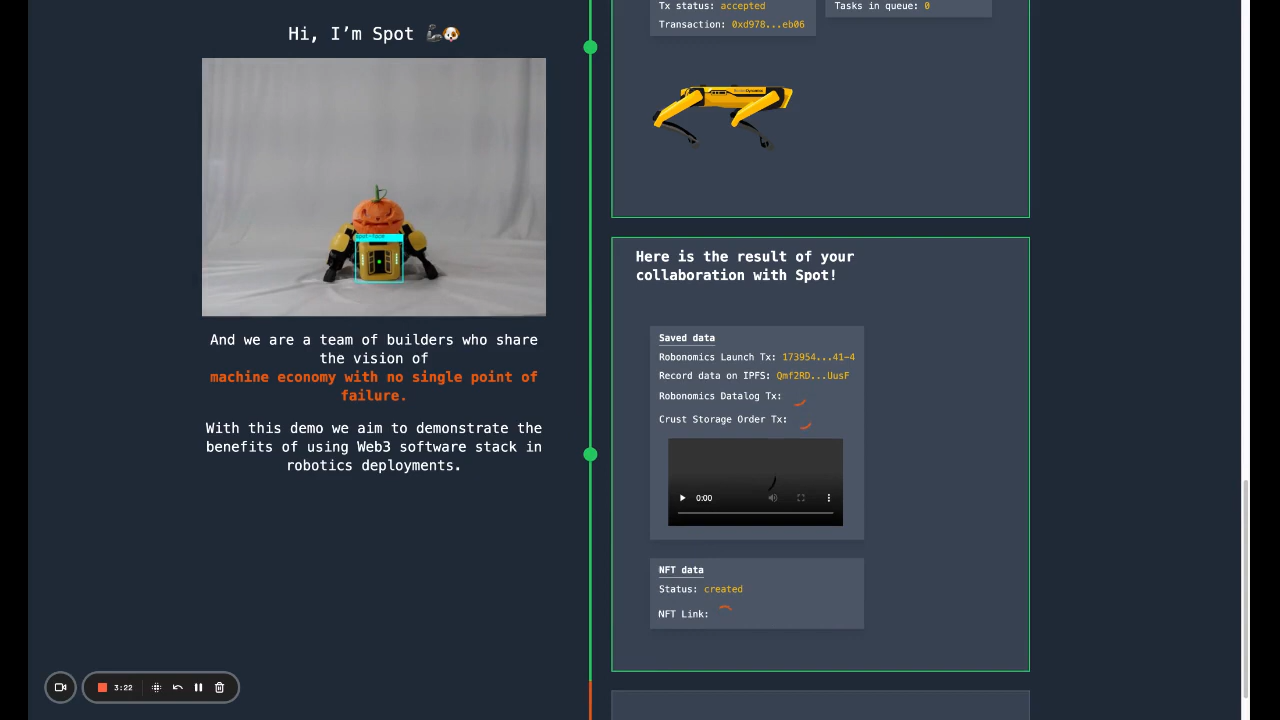 Hi, I'm Spot
spot-face
And we are a team of builders who share
the vision of
machine economy with no single point of
failure.
With this demo we aim to demonstrate the
benefits of using Web3 software stack in
robotics deployments.
3:22
Tx status: accepted
Transaction: 0xd978...eb06
Tasks in queue: 0
Here is the result of your
collaboration with Spot!
Saved data
Robonomics Launch Tx: 173954...41-4
Record data on IPFS: Qmf2RD...UusF
Robonomics Datalog Tx:
Crust Storage Order Tx:
0:00
NFT data
Status: created
NFT Link: